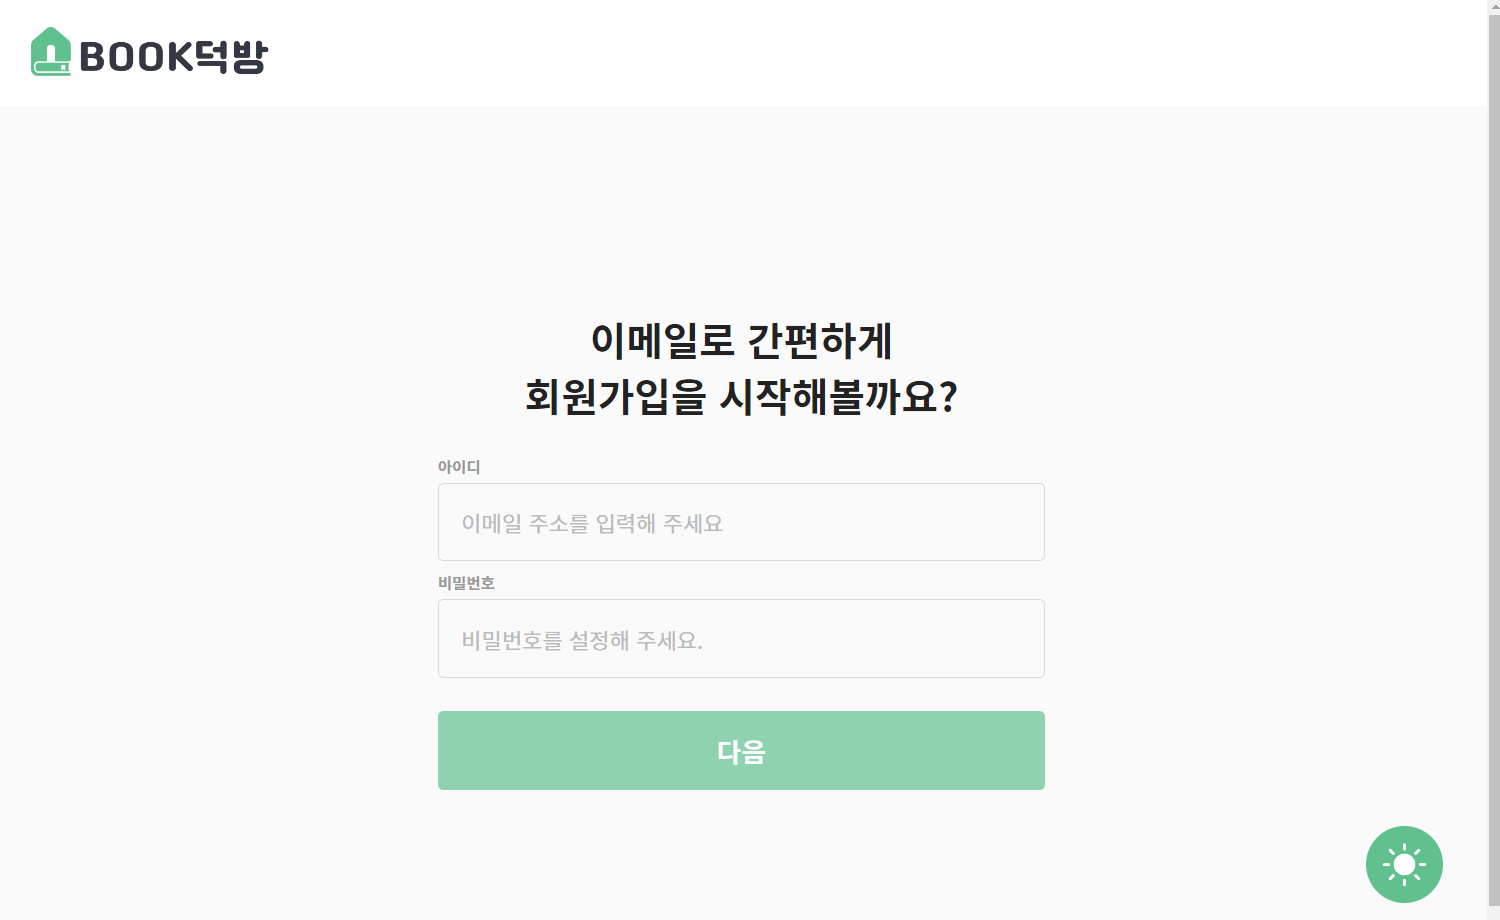 BOOK덕방
이메일로 간편하게
회원가입을 시작해볼까요?
아이디
이메일 주소를 입력해 주세요
비밀번호
비밀번호를 설정해 주세요.
다음